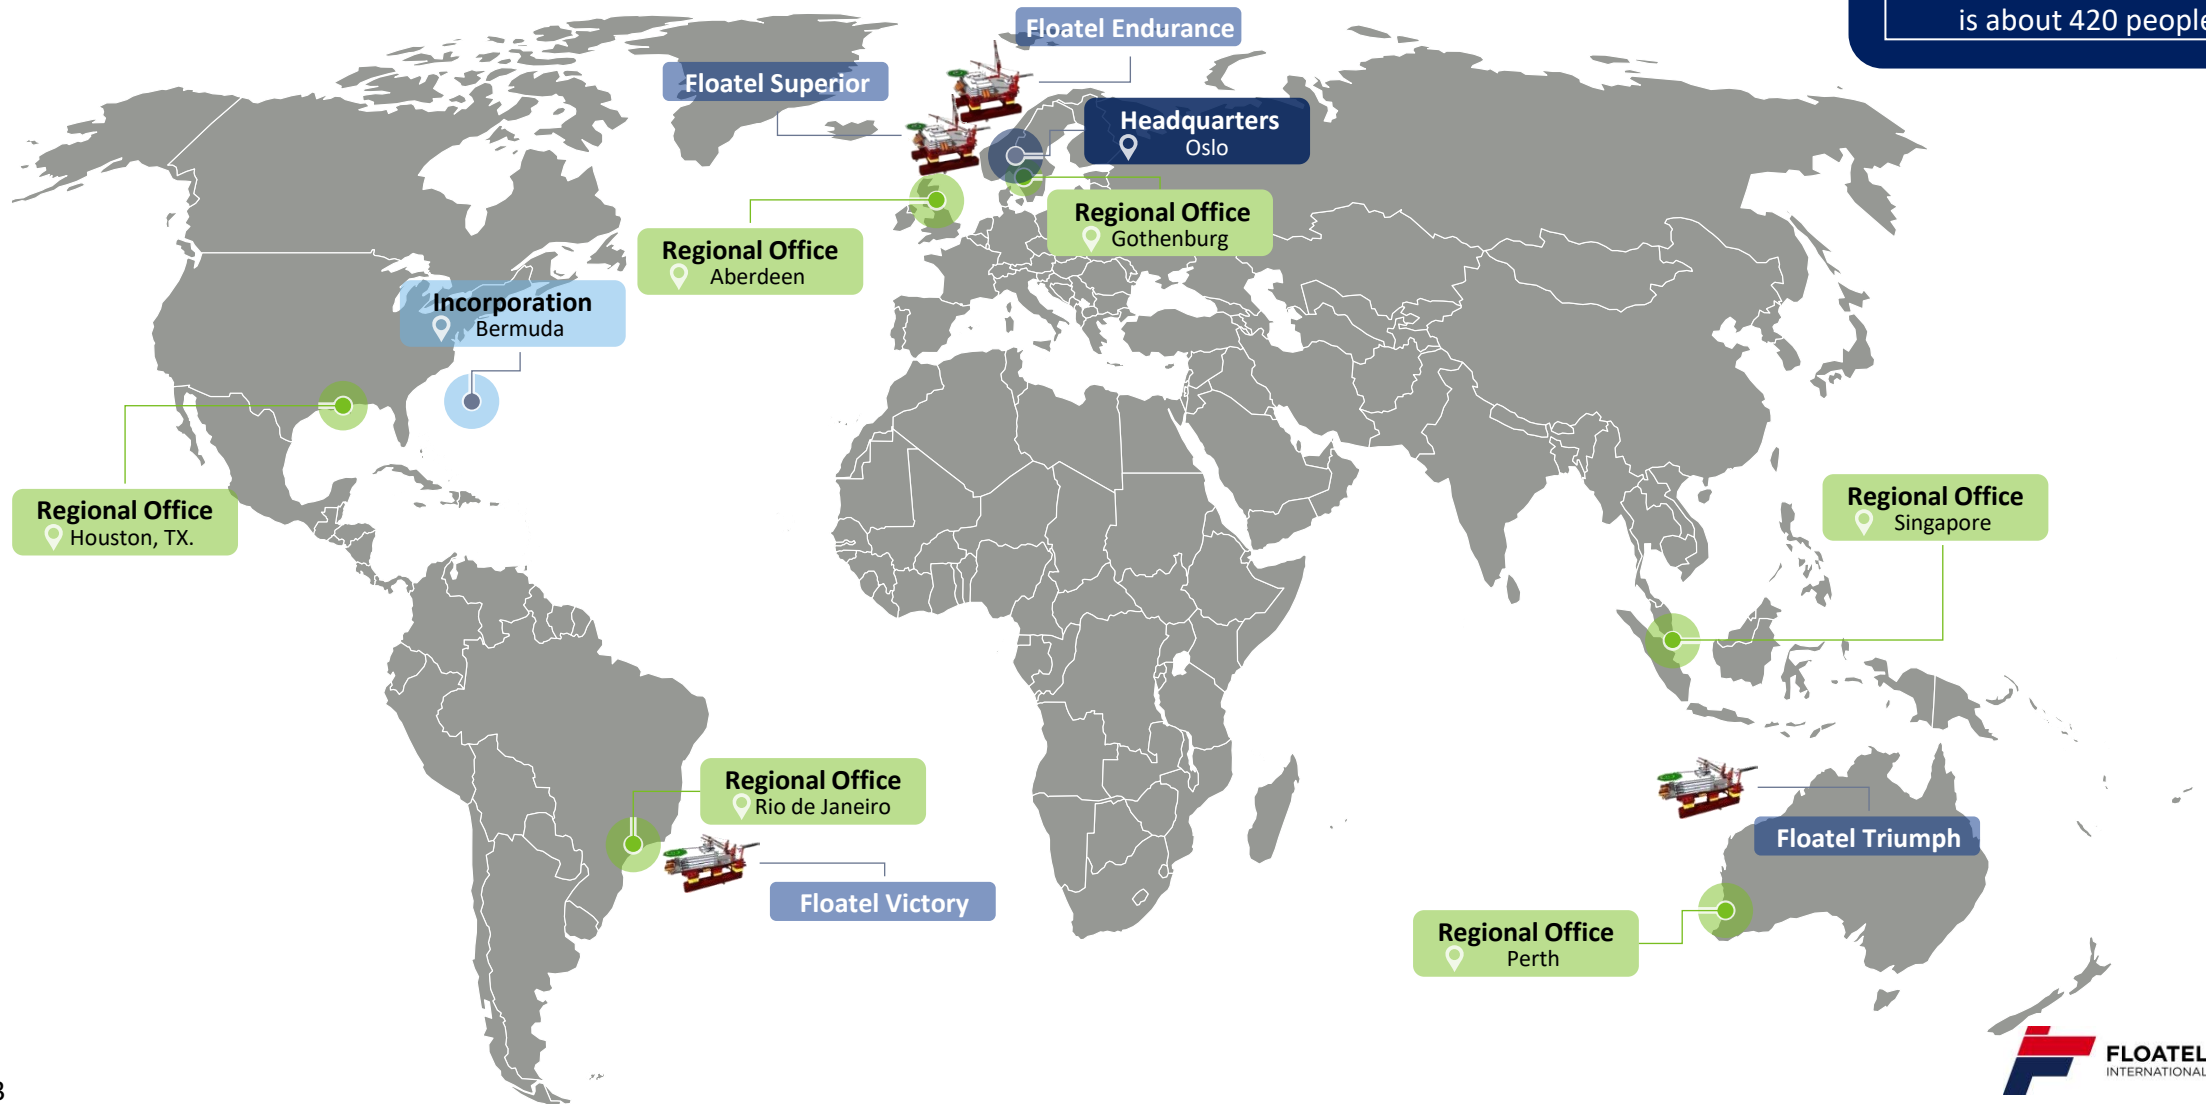 is about 420 people
Floatel Endurance
Floatel Superior
Headquarters
Oslo
Regional Office
Gothenburg
Regional Office
Aberdeen
Incorporation
Bermuda
Regional Office
Houston, TX.
Regional Office
Singapore
Regional Office
Rio de Janeiro
Floatel Triumph
Floatel Victory
Regional Office
Perth
FLOATEL
INTERNATIONAL
3